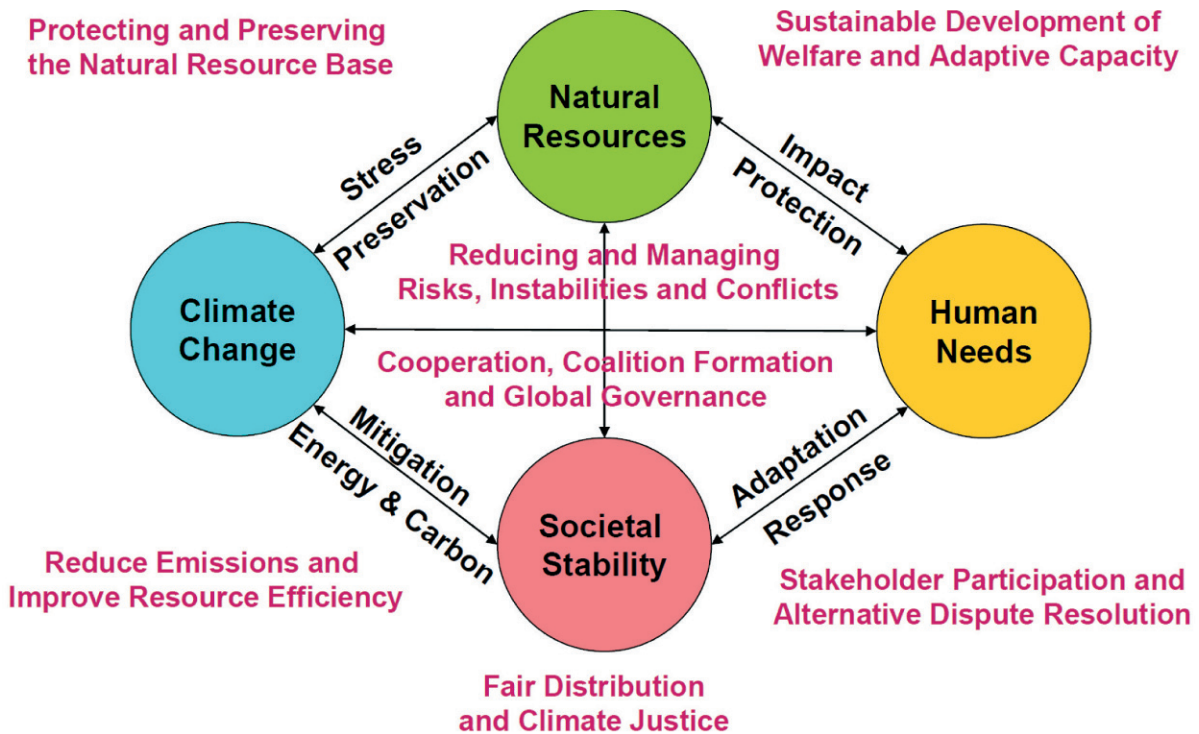 Protecting and Preserving
the Natural Resource Base
Sustainable Development of
Welfare and Adaptive Capacity
Natural
Resources
Stress
Preservation
Impact
Protection
Reducing and Managing
Risks, Instabilities and Conflicts
Climate
Change
Human
Needs
Cooperation, Coalition Formation
and Global Governance
Mitigation
Energy & Carbon
Adaptation
Response
Societal
Stability
Reduce Emissions and
Improve Resource Efficiency
Stakeholder Participation and
Alternative Dispute Resolution
Fair Distribution
and Climate Justice